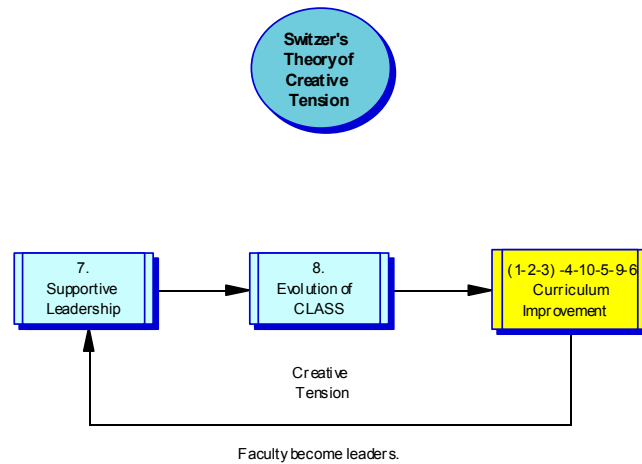 Switzer's
Theory of
Creative
Tension
7.
Supportive
Leadership
8.
Evolution of
CLASS
(1-2-3) -4-10-5-9-6
Curriculum
Improvement
Creative
Tension
Faculty become leaders.